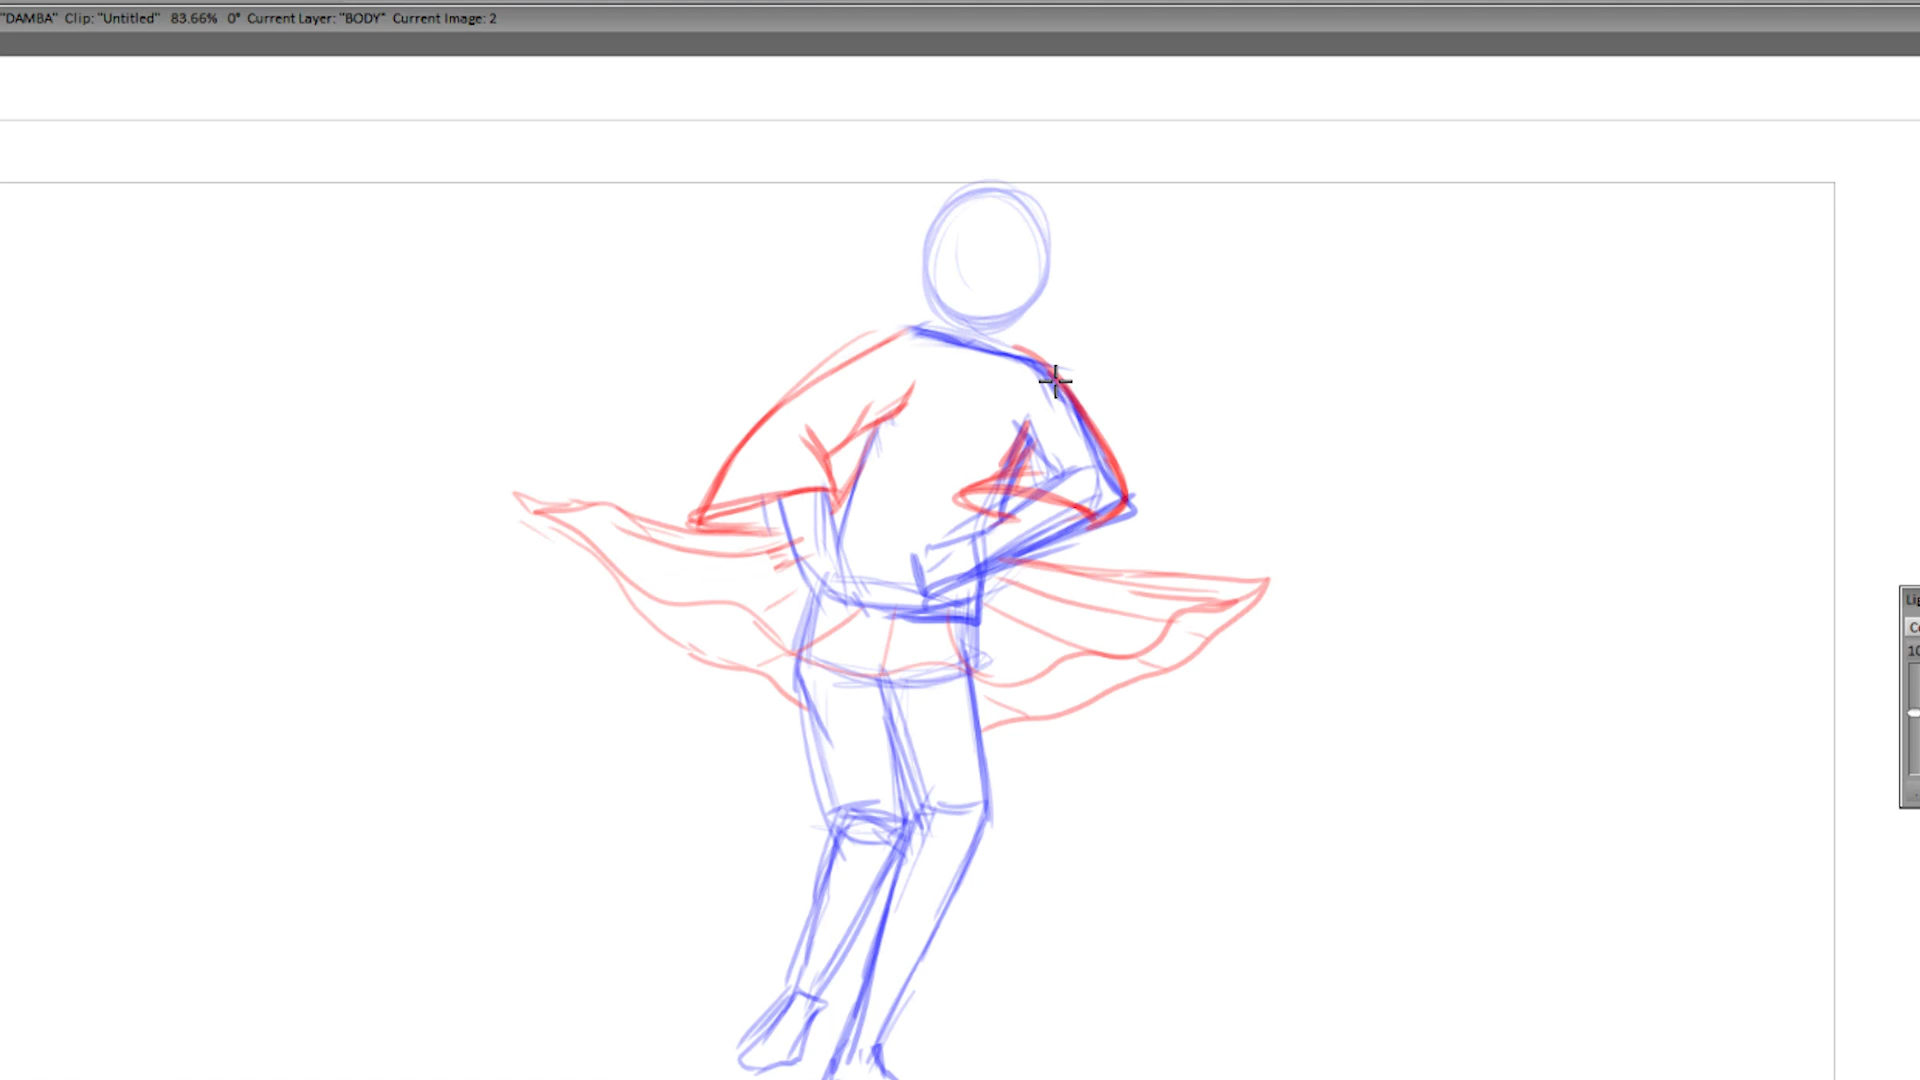 "DAMBA" Clip: "Untitled" 83.66% 0° Current Layer: "BODY" Current Image: 2